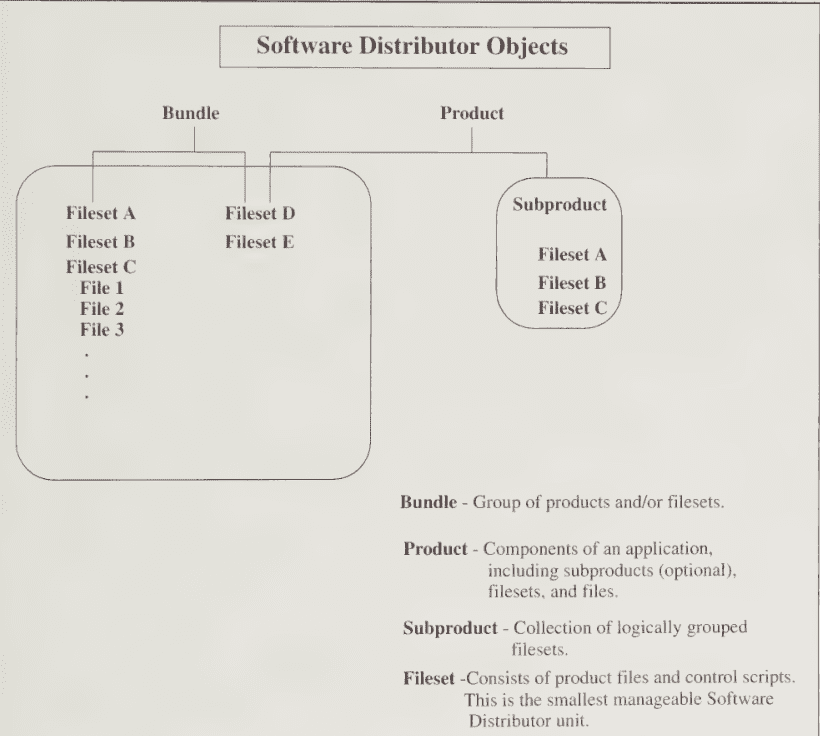 Software Distributor Objects
Bundle
Product
Fileset A
Fileset B
Fileset C
File 1
File 2
File 3
.
.
.
Fileset D
Fileset E
Subproduct
Fileset A
Fileset B
Fileset C
Bundle - Group of products and/or filesets.
Product - Components of an application,
including subproducts (optional),
filesets, and files.
Subproduct - Collection of logically grouped
filesets.
Fileset -Consists of product files and control scripts.
This is the smallest manageable Software
Distributor unit.